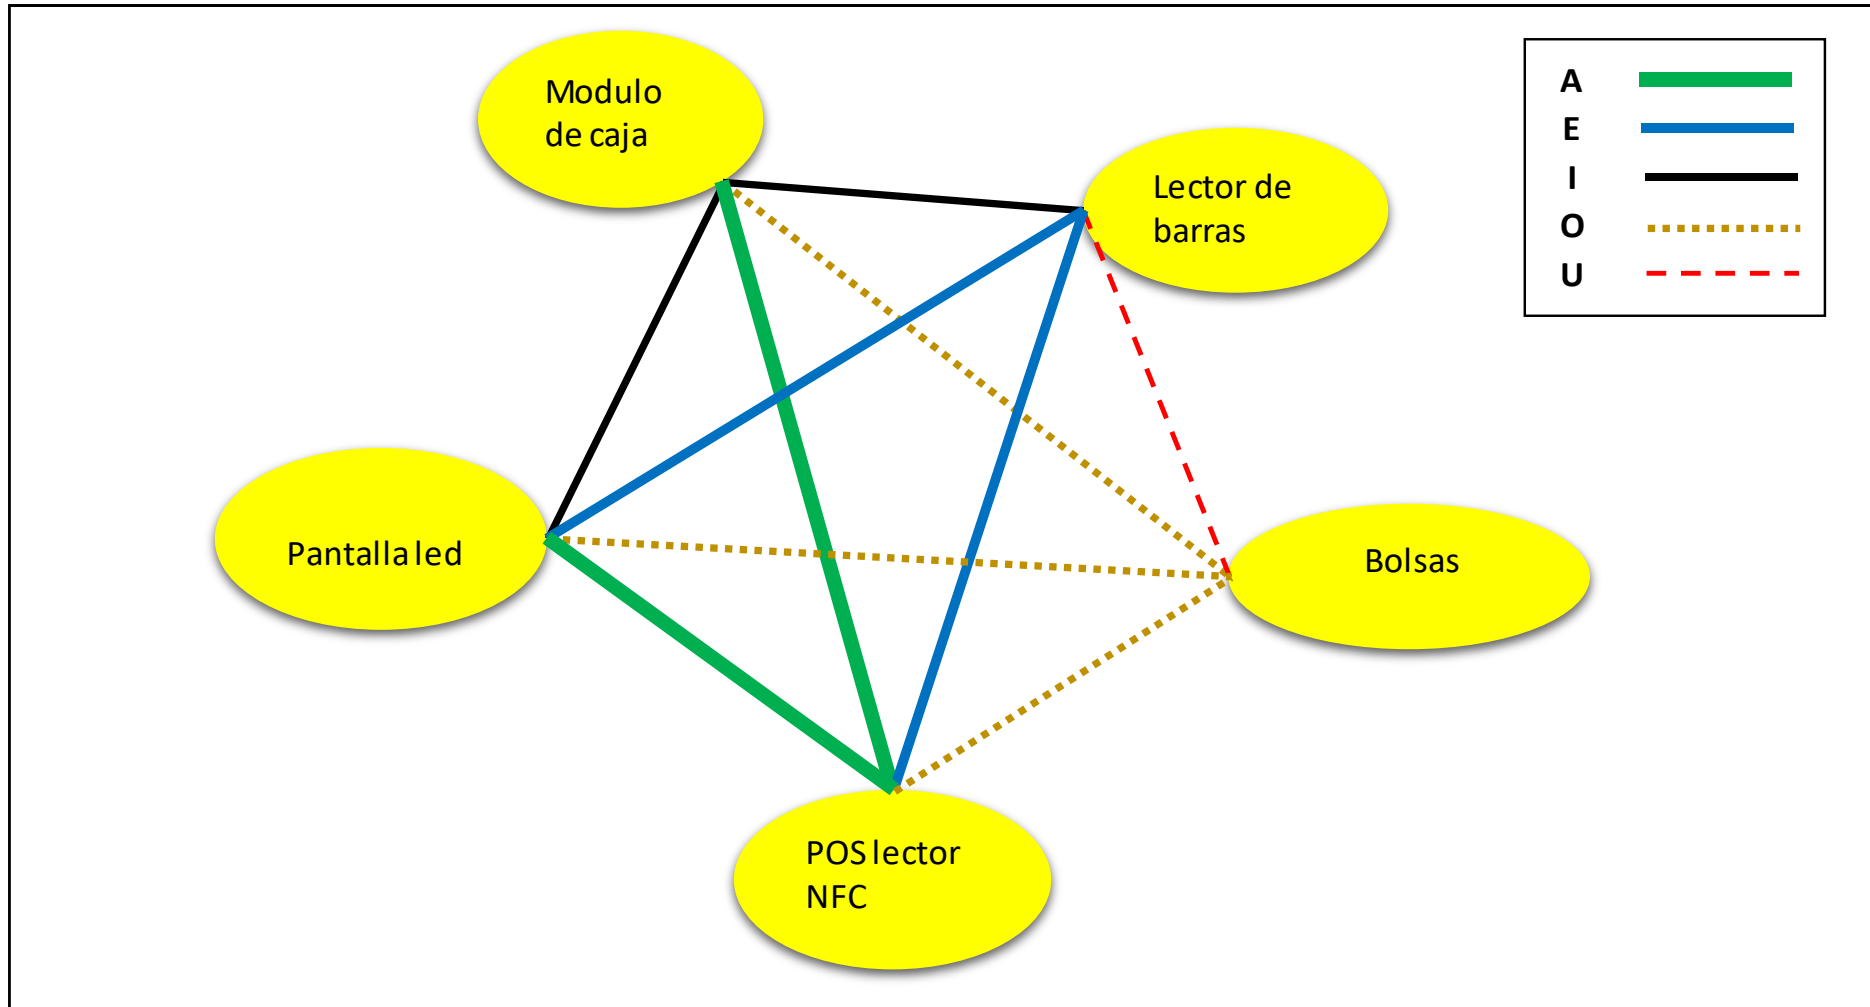 Modulo
de caja
Lector de
barras
Pantalla led
Bolsas
POS lector
NFC
A
E
I
O
U